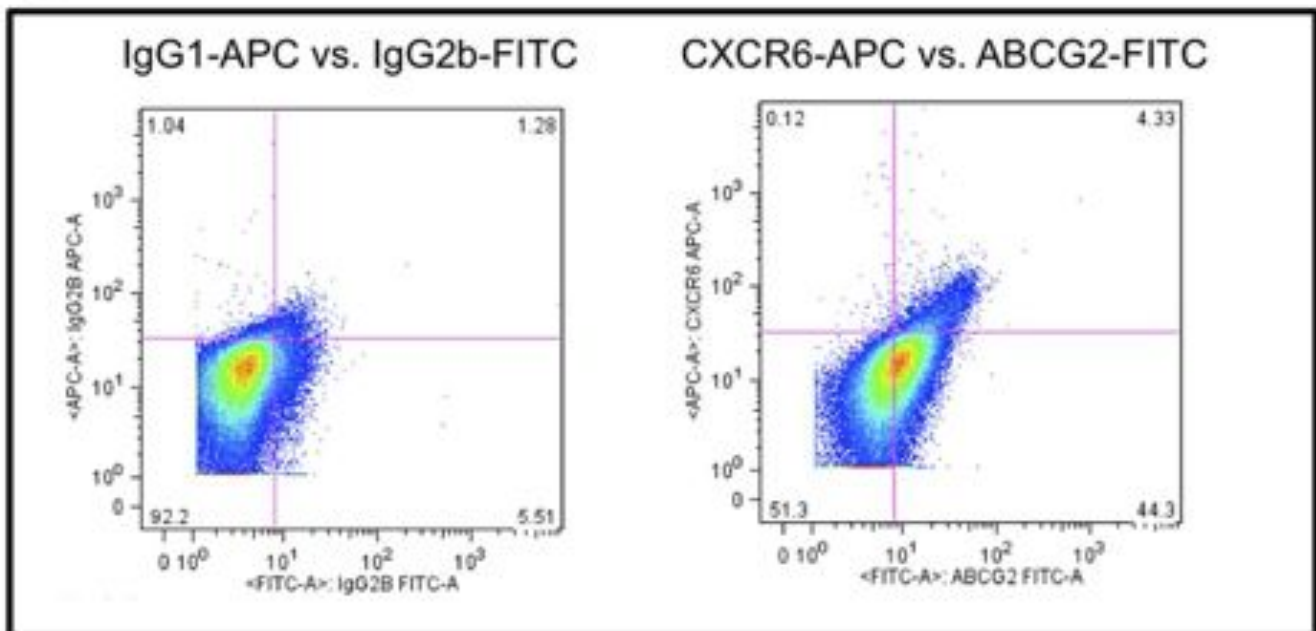 IgG1-APC vs. IgG2b-FITC
1.04 1.28
<APC-A>: IgG2B APC-A
10³
10²
10¹
10⁰
0
92.2 5.51
0 10⁰ 10¹ 10² 10³
<FITC-A>: IgG2B FITC-A
CXCR6-APC vs. ABCG2-FITC
0.12 4.33
<APC-A>: CXCR6 APC-A
10³
10²
10¹
10⁰
0
51.3 44.3
0 10⁰ 10¹ 10² 10³
<FITC-A>: ABCG2 FITC-A